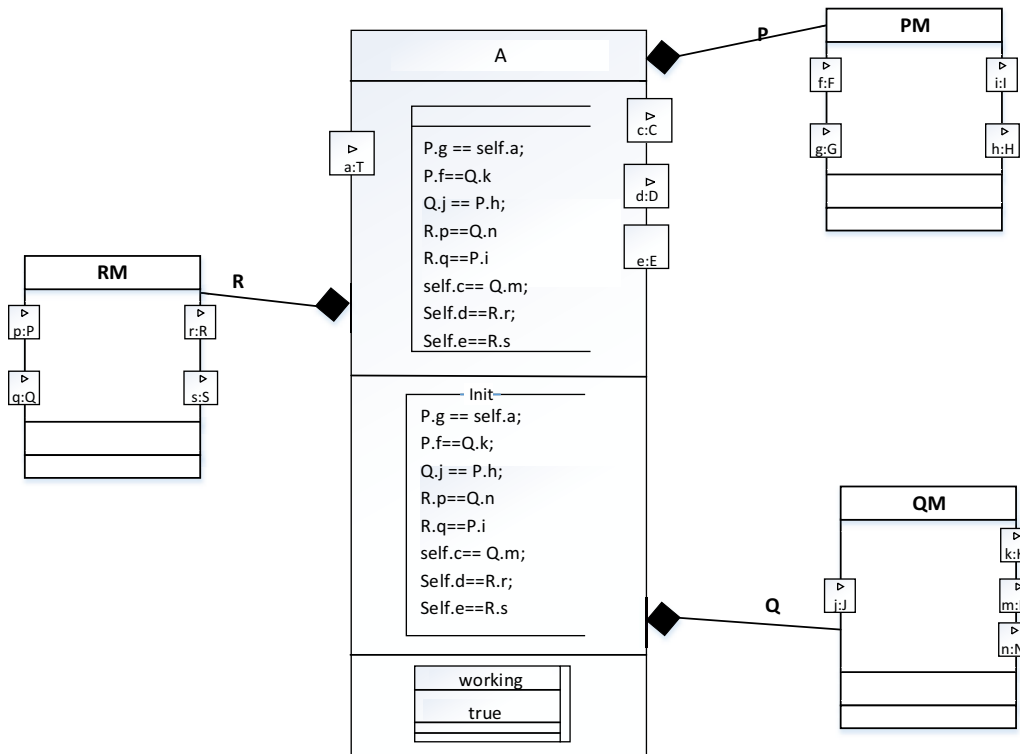 A
P
PM
f:F
i:I
g:G
h:H
c:C
a:T
d:D
e:E
P.g == self.a;
P.f==Q.k
Q.j == P.h;
R.p==Q.n
R.q==P.i
self.c== Q.m;
Self.d==R.r;
Self.e==R.s
RM
R
p:P
r:R
q:Q
s:S
Init
P.g == self.a;
P.f==Q.k;
Q.j == P.h;
R.p==Q.n
R.q==P.i
self.c== Q.m;
Self.d==R.r;
Self.e==R.s
QM
Q
j:J
working
true